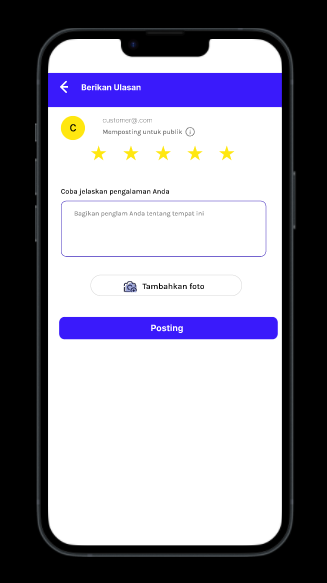 Berikan Ulasan
C
customer@.com
Memposting untuk publik
Coba jelaskan pengalaman Anda
Bagikan penglam Anda tentang tempat ini
Tambahkan foto
Posting